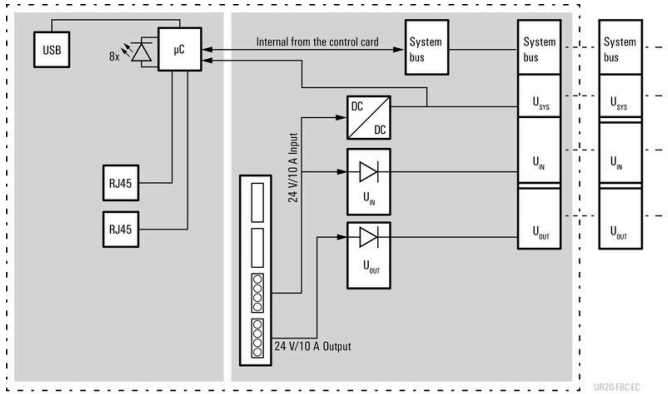 USB
8x
µC
Internal from the control card
System
bus
System
bus
System
bus
DC
DC
U SYS
U SYS
24 V/10 A Input
U IN
U IN
U IN
RJ45
RJ45
U OUT
U OUT
U OUT
24 V/10 A Output
UR20-FBC-EC